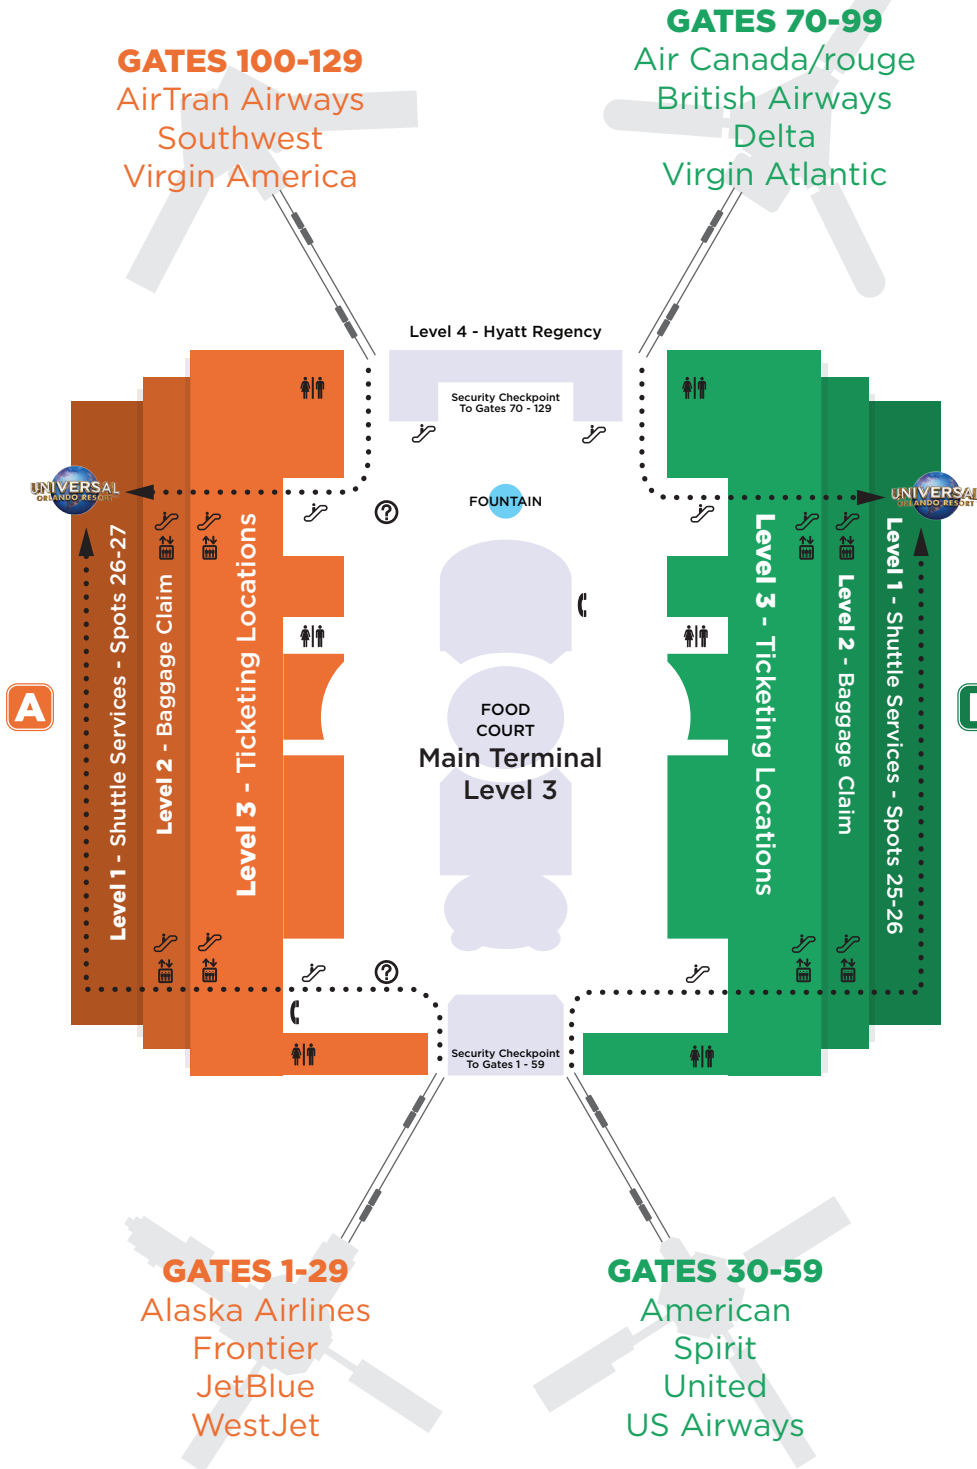 GATES 100-129
AirTran Airways
Southwest
Virgin America
GATES 70-99
Air Canada/rouge
British Airways
Delta
Virgin Atlantic
Level 4 - Hyatt Regency
Security Checkpoint
To Gates 70 - 129
UNIVERSAL
ORLANDO RESORT
FOUNTAIN
UNIVERSAL
ORLANDO RESORT
Level 1 - Shuttle Services - Spots 26-27
Level 2 - Baggage Claim
Level 3 - Ticketing Locations
Level 3 - Ticketing Locations
Level 2 - Baggage Claim
Level 1 - Shuttle Services - Spots 25-26
A
FOOD
COURT
Main Terminal
Level 3
Security Checkpoint
To Gates 1 - 59
GATES 1-29
Alaska Airlines
Frontier
JetBlue
WestJet
GATES 30-59
American
Spirit
United
US Airways